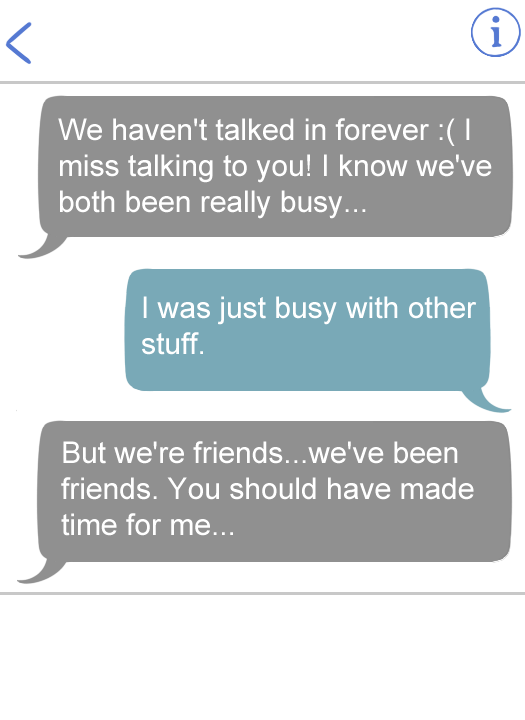 i
We haven't talked in forever :( I
miss talking to you! I know we've
both been really busy...
I was just busy with other
stuff.
But we're friends...we've been
friends. You should have made
time for me...